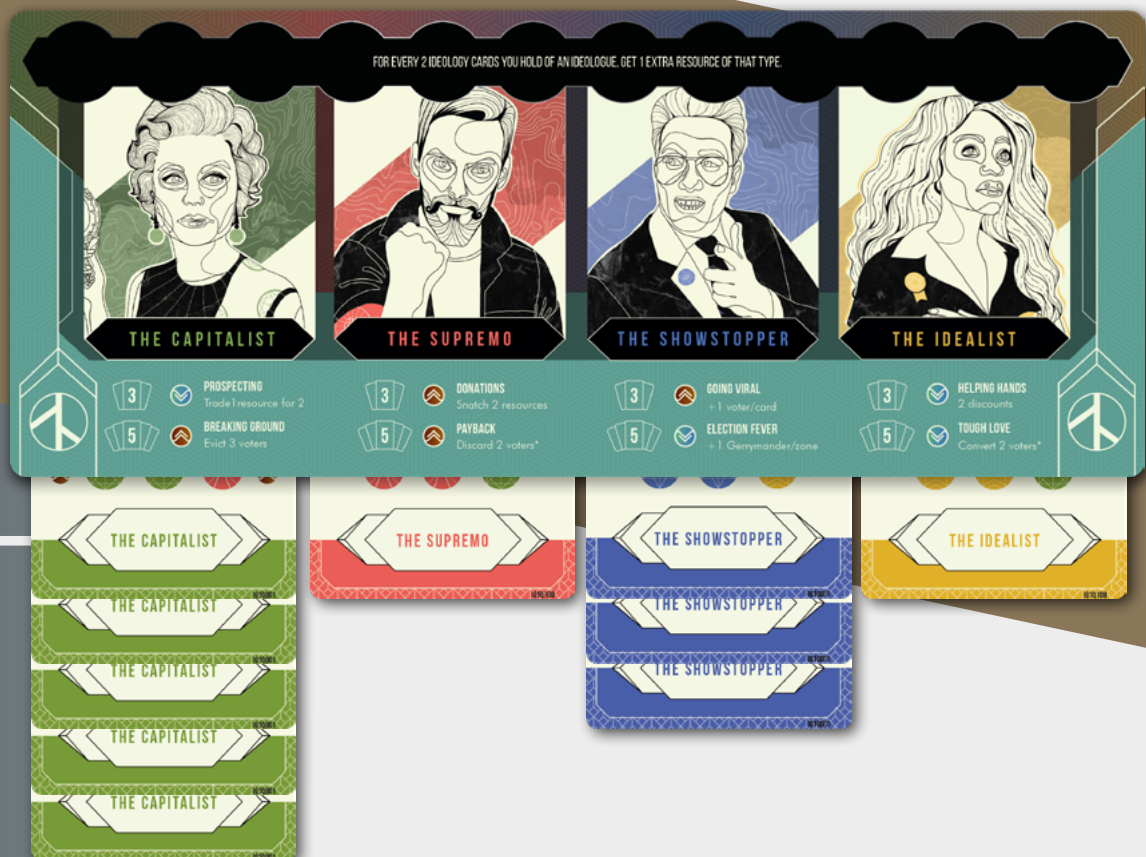 FOR EVERY 2 IDEOLOGY CARDS YOU HOLD OF AN IDEOLOGUE, GET 1 EXTRA RESOURCE OF THAT TYPE.
THE CAPITALIST
THE SUPREMO
THE SHOWSTOPPER
THE IDEALIST
3
PROSPECTING
Trade 1 resource for 2
5
BREAKING GROUND
Evict 3 voters
3
DONATIONS
Snatch 2 resources
5
PAYBACK
Discard 2 voters*
3
GOING VIRAL
+1 voter/card
5
ELECTION FEVER
+1 Gerrymander/zone
3
HELPING HANDS
2 discounts
5
TOUGH LOVE
Convert 2 voters*
THE CAPITALIST
THE SUPREMO
THE SHOWSTOPPER
THE IDEALIST
THE CAPITALIST
THE SHOWSTOPPER
THE CAPITALIST
THE SHOWSTOPPER
THE CAPITALIST
THE CAPITALIST